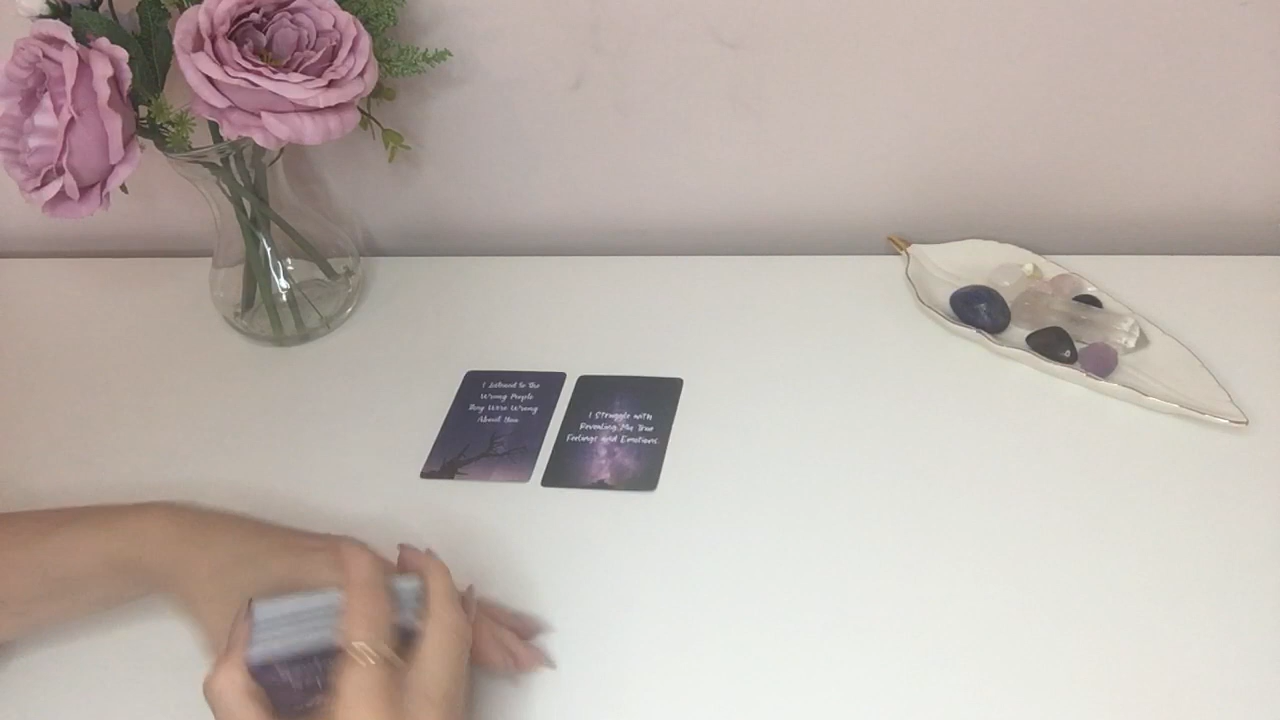 I Listened to the
Wrong People
They Were Wrong
About You
I Struggle with
Revealing My True
Feelings and Emotions.